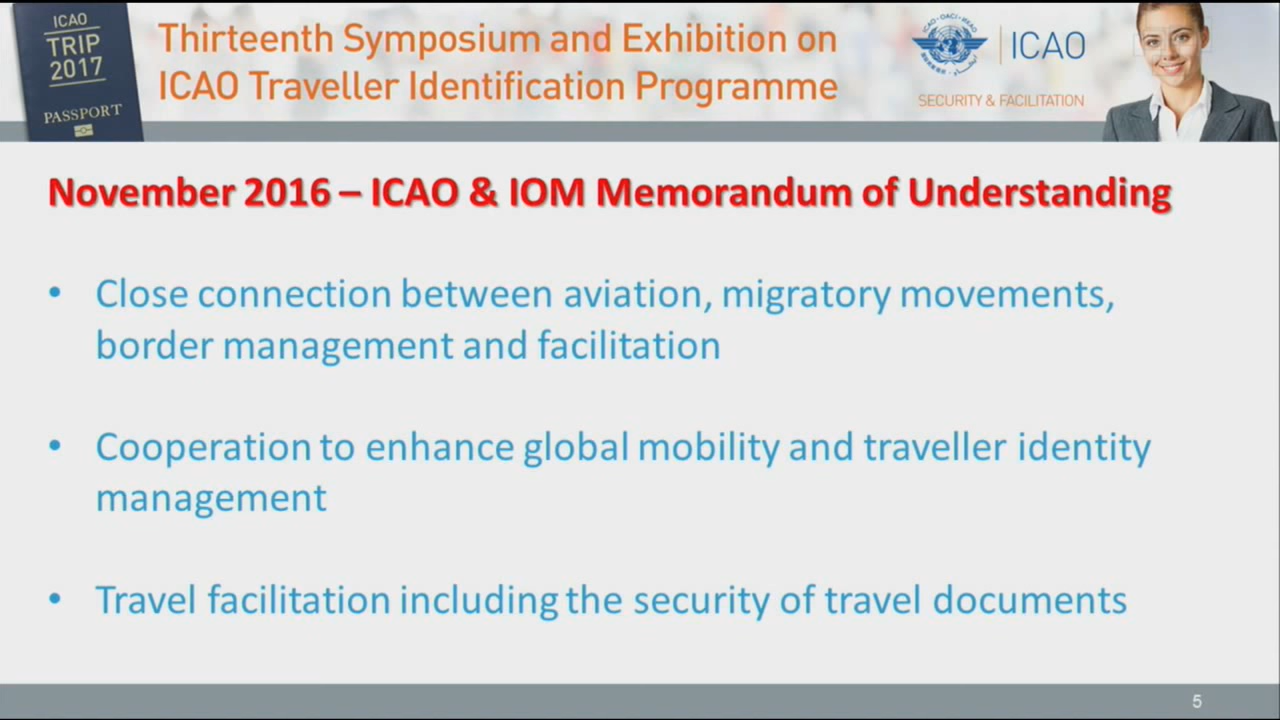 ICAO
TRIP
2017
PASSPORT
Thirteenth Symposium and Exhibition on
ICAO Traveller Identification Programme
ICAO
SECURITY & FACILITATION
November 2016 – ICAO & IOM Memorandum of Understanding
• Close connection between aviation, migratory movements,
border management and facilitation
• Cooperation to enhance global mobility and traveller identity
management
• Travel facilitation including the security of travel documents
5